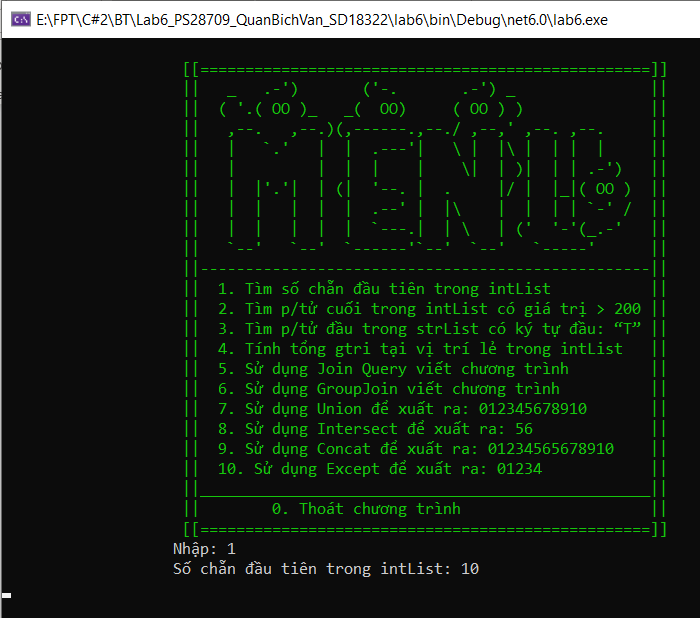 E:\FPT\C#2\BT\Lab6_PS28709_QuanBichVan_SD18322\lab6\bin\Debug\net6.0\lab6.exe
MENU
1. Tìm số chẵn đầu tiên trong intList
2. Tìm p/tử cuối trong intList có giá trị > 200
3. Tìm p/tử đầu trong strList có ký tự đầu: “T”
4. Tính tổng gtri tại vị trí lẻ trong intList
5. Sử dụng Join Query viết chương trình
6. Sử dụng GroupJoin viết chương trình
7. Sử dụng Union để xuất ra: 012345678910
8. Sử dụng Intersect để xuất ra: 56
9. Sử dụng Concat để xuất ra: 01234565678910
10. Sử dụng Except để xuất ra: 01234
0. Thoát chương trình
Nhập: 1
Số chẵn đầu tiên trong intList: 10